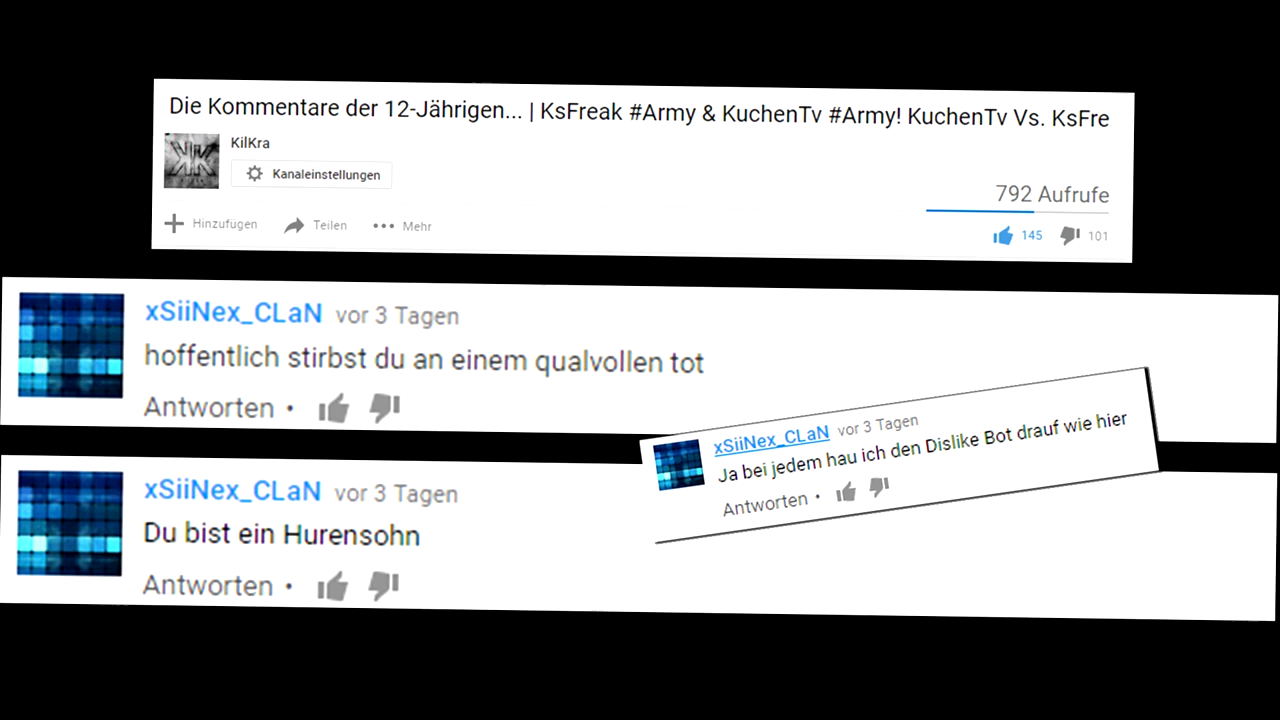 Die Kommentare der 12-Jährigen... | KsFreak #Army & KuchenTv #Army! KuchenTv Vs. KsFre
KilKra
Kanaleinstellungen
792 Aufrufe
Hinzufügen Teilen ••• Mehr 145 101
xSiiNex_CLaN vor 3 Tagen
hoffentlich stirbst du an einem qualvollen tot
Antworten •
xSiiNex_CLaN vor 3 Tagen
Ja bei jedem hau ich den Dislike Bot drauf wie hier
Antworten •
xSiiNex_CLaN vor 3 Tagen
Du bist ein Hurensohn
Antworten •